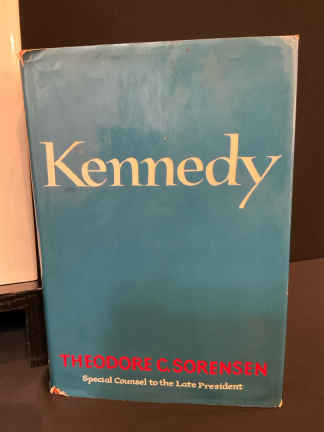 Kennedy
THEODORE C. SORENSEN
Special Counsel to the Late President